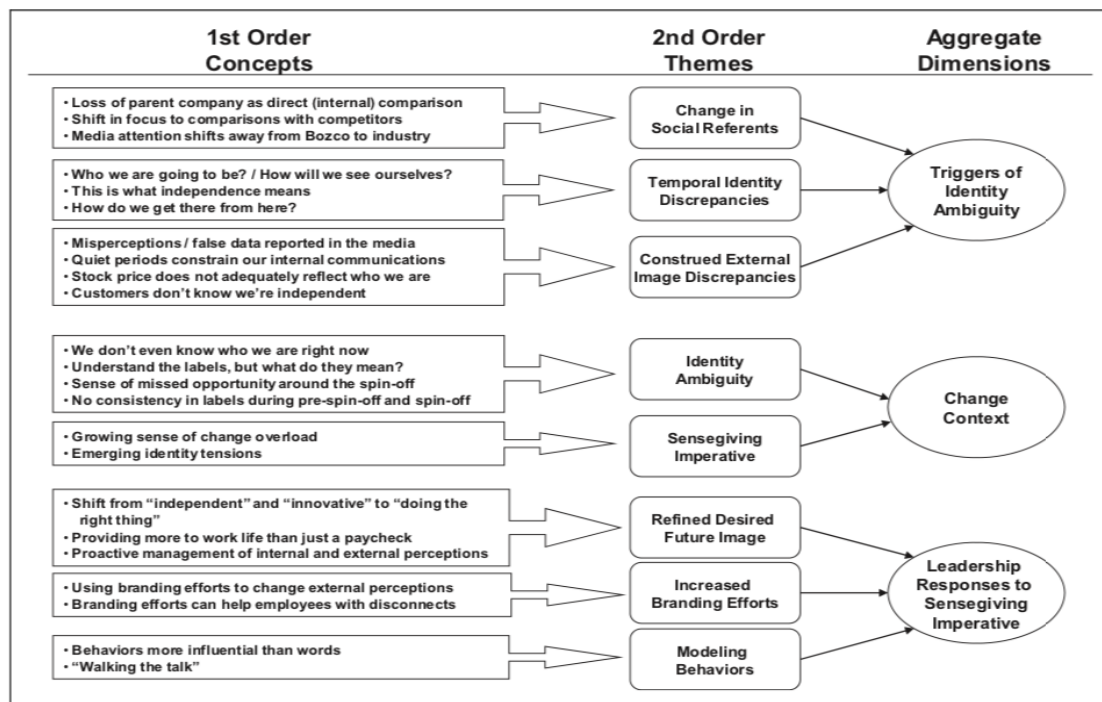 1st Order
Concepts
2nd Order
Themes
Aggregate
Dimensions
• Loss of parent company as direct (internal) comparison
• Shift in focus to comparisons with competitors
• Media attention shifts away from Bozco to industry
Change in
Social Referents
• Who we are going to be? / How will we see ourselves?
• This is what independence means
• How do we get there from here?
Temporal Identity
Discrepancies
Triggers of
Identity
Ambiguity
• Misperceptions / false data reported in the media
• Quiet periods constrain our internal communications
• Stock price does not adequately reflect who we are
• Customers don't know we're independent
Construed External
Image Discrepancies
• We don't even know who we are right now
• Understand the labels, but what do they mean?
• Sense of missed opportunity around the spin-off
• No consistency in labels during pre-spin-off and spin-off
Identity
Ambiguity
• Growing sense of change overload
• Emerging identity tensions
Sensegiving
Imperative
Change
Context
• Shift from "independent" and "innovative" to "doing the
right thing"
• Providing more to work life than just a paycheck
• Proactive management of internal and external perceptions
Refined Desired
Future Image
• Using branding efforts to change external perceptions
• Branding efforts can help employees with disconnects
Increased
Branding Efforts
Leadership
Responses to
Sensegiving
Imperative
• Behaviors more influential than words
• "Walking the talk"
Modeling
Behaviors